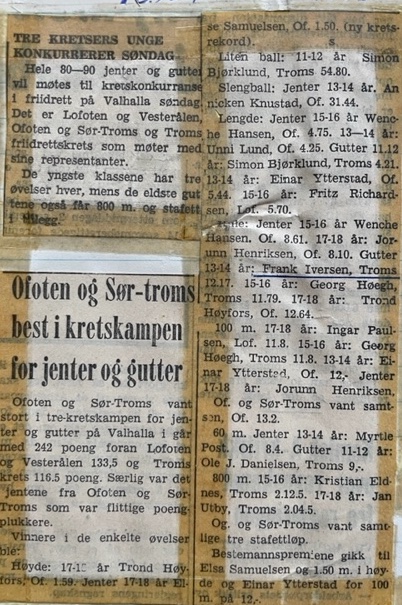 TRE KRETSERS UNGE
KONKURRERER SØNDAG
Hele 80—90 jenter og gutter
vil møtes til kretskonkurranse
i friidrett på Valhalla søndag.
Det er Lofoten og Vesterålen,
Ofoten og Sør-Troms og Troms
friidrettskrets som møter med
sine representanter.
De yngste klassene har tre
øvelser hver, mens de eldste gut
tene også får 800 m. og stafett
i tillegg.
Ofoten og Sør-troms
best i kretskampen
for jenter og gutter
Ofoten og Sør-Troms vant
stort i tre-kretskampen for jen-
ter og gutter på Valhalla i går
med 242 poeng foran Lofoten
og Vesterålen 133,5 og Troms
krets 116.5 poeng. Særlig var det
jentene fra Ofoten og Sør-
Troms som var flittige poeng-
plukkere.
Vinnere i de enkelte øvelser
ble:
Høyde: 17-15 år Trond Høy-
fors, Of. 1.59. Jenter 17-18 år El-
se Samuelsen, Of. 1.50. (ny krets-
rekord).
Liten ball: 11-12 år Simon
Bjørklund, Troms 54.80.
Slengball: Jenter 13-14 år. An
nicken Knustad, Of. 31.44.
Lengde: Jenter 15-16 år Wenc-
he Hansen, Of. 4.75. 13—14 år:
Unni Lund, Of. 4.25. Gutter 11.12
år: Simon Bjørklund, Troms 4.21.
13-14 år: Einar Ytterstad, Of.
5.44. 15-16 år: Fritz Richard-
sen, Lof. 5.70.
Jenter 15-16 år Wenche
Hansen. Of. 8.61. 17-18 år: Jor-
unn Henriksen, Of. 8.10. Gutter
13-14 år: Frank Iversen, Troms
12.17. 15-16 år: Georg Høegh,
Troms 11.79. 17-18 år: Trond
Høyfors, Of. 12.64.
100 m. 17-18 år: Ingar Paul-
sen, Lof. 11.8. 15-16 år: Georg
Høegh, Troms 11.8. 13-14 år: Ei-
nar Ytterstad, Of. 12,- Jenter
17-18 år: Jorunn Henriksen,
Of. og Sør-Troms vant samt-
son, Of. 13.2.
60 m. Jenter 13-14 år: Myrtle
Post. Of. 8.4. Gutter 11-12 år:
Ole J. Danielsen, Troms 9,-.
800 m. 15-16 år: Kristian Eld-
nes, Troms 2.12.5. 17-18 år: Jan
Utby, Troms 2.04.5.
Og. og Sør-Troms vant sam-
lige tre stafettløp.
Bestemannspremiene gikk til
Elsa Samuelsen og 1.50 m. i høy-
de og Einar Ytterstad for 100
m. på 12,-